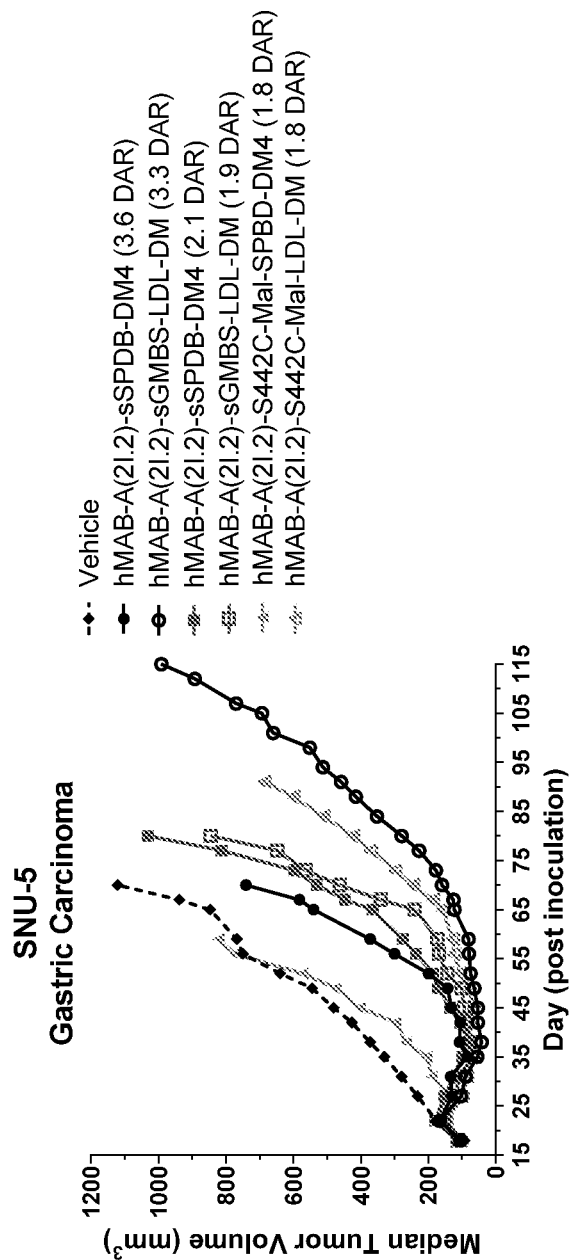 SNU-5
Gastric Carcinoma
Vehicle
hMAB-A(2I.2)-sSPDB-DM4 (3.6 DAR)
hMAB-A(2I.2)-sGMBS-LDL-DM (3.3 DAR)
hMAB-A(2I.2)-sSPDB-DM4 (2.1 DAR)
hMAB-A(2I.2)-sGMBS-LDL-DM (1.9 DAR)
hMAB-A(2I.2)-S442C-Mal-SPBD-DM4 (1.8 DAR)
hMAB-A(2I.2)-S442C-Mal-LDL-DM (1.8 DAR)
Median Tumor Volume (mm³)
1200
1000
800
600
400
200
0
15 25 35 45 55 65 75 85 95 105 115
Day (post inoculation)